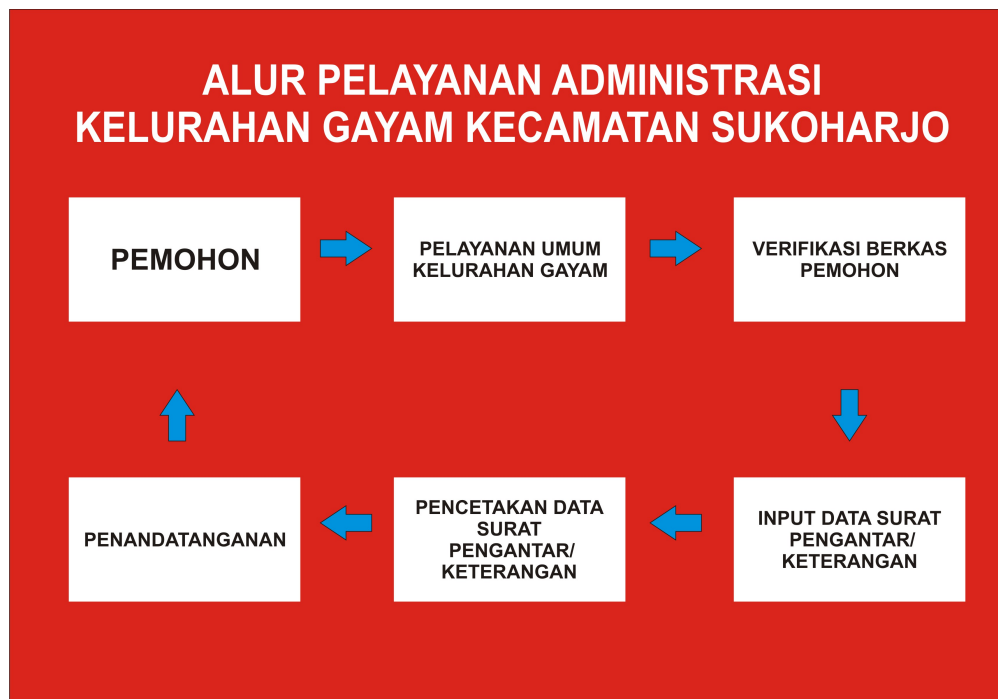 ALUR PELAYANAN ADMINISTRASI
KELURAHAN GAYAM KECAMATAN SUKOHARJO
PEMOHON
PELAYANAN UMUM
KELURAHAN GAYAM
VERIFIKASI BERKAS
PEMOHON
INPUT DATA SURAT
PENGANTAR/
KETERANGAN
PENCETAKAN DATA
SURAT
PENGANTAR/
KETERANGAN
PENANDATANGANAN